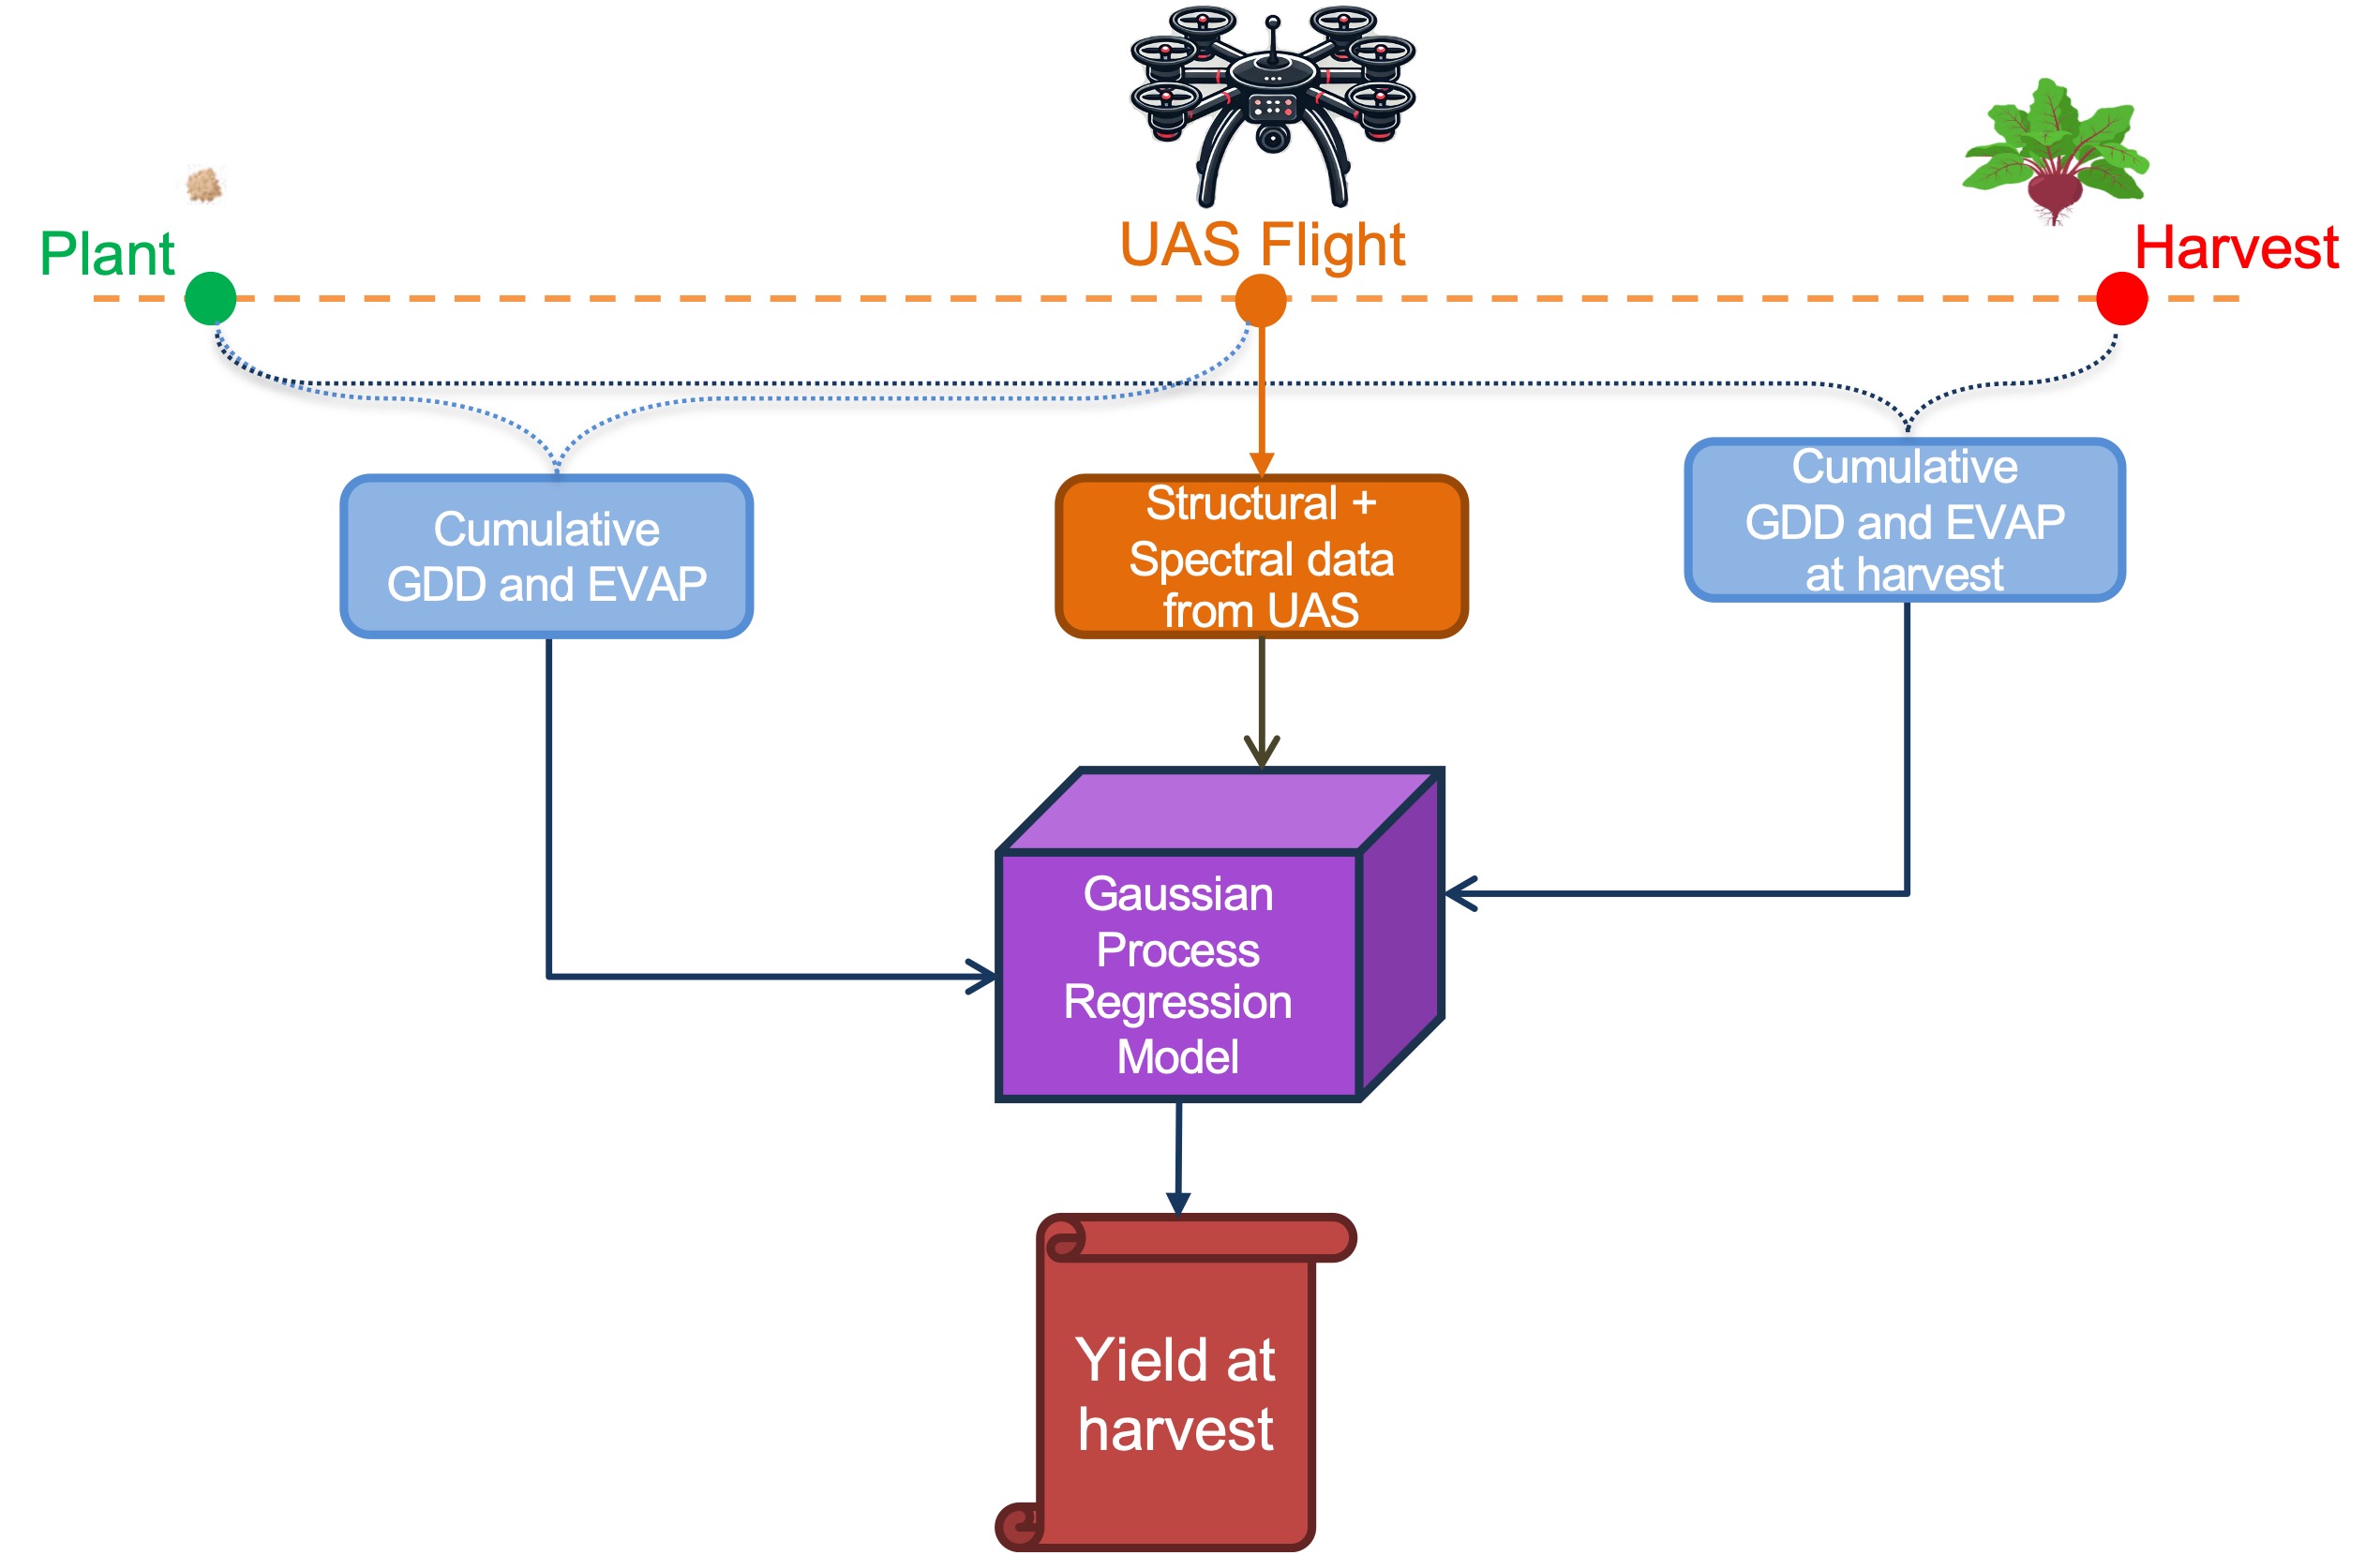 Plant
UAS Flight
Harvest
Cumulative
GDD and EVAP
Structural +
Spectral data
from UAS
Cumulative
GDD and EVAP
at harvest
Gaussian
Process
Regression
Model
Yield at
harvest